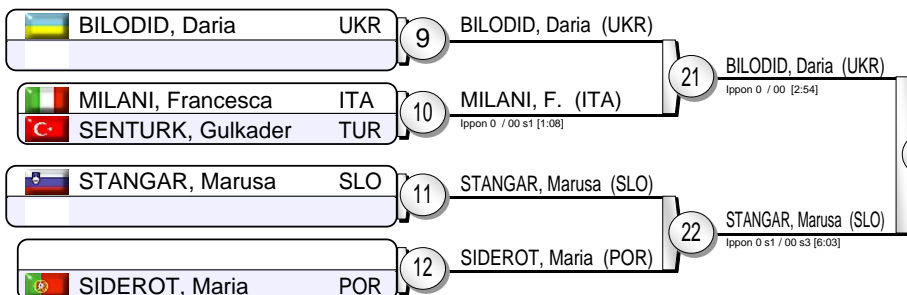 BILODID, Daria UKR
9
BILODID, Daria (UKR)
MILANI, Francesca ITA
SENTURK, Gulkader TUR
10
MILANI, F. (ITA)
Ippon 0 / 00 s1 [1:08]
21
BILODID, Daria (UKR)
Ippon 0 / 00 [2:54]
STANGAR, Marusa SLO
11
STANGAR, Marusa (SLO)
SIDEROT, Maria POR
12
SIDEROT, Maria (POR)
22
STANGAR, Marusa (SLO)
Ippon 0 s1 / 00 s3 [6:03]